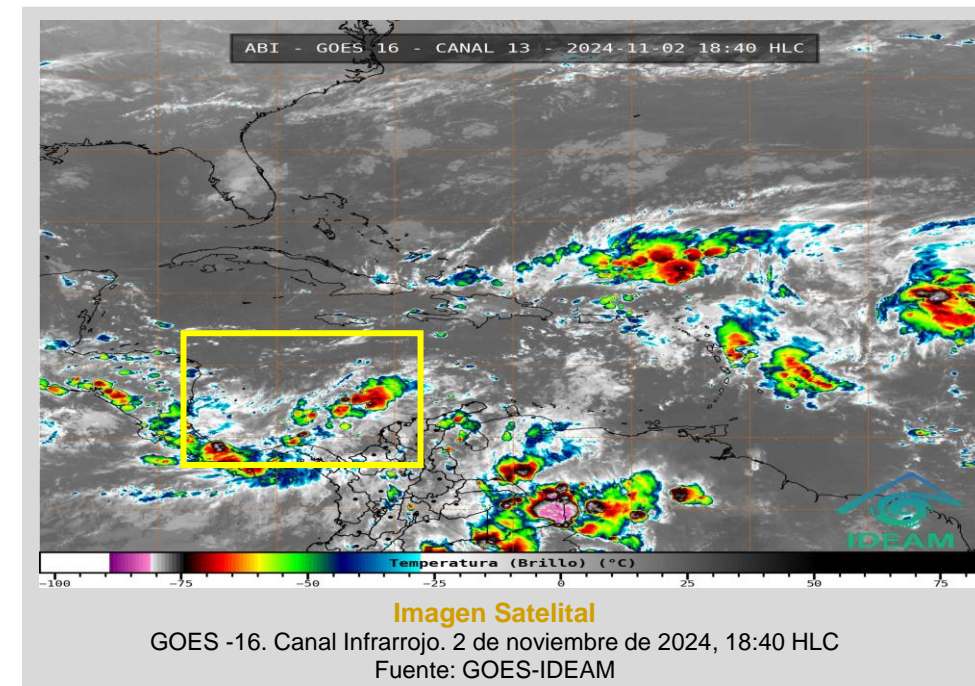 ABI - GOES 16 - CANAL 13 - 2024-11-02 18:40 HLC
IDEAM
Temperatura (Brillo) (°C)
−100 −75 −50 −25 0 25 50 75
Imagen Satelital
GOES -16. Canal Infrarrojo. 2 de noviembre de 2024, 18:40 HLC
Fuente: GOES-IDEAM